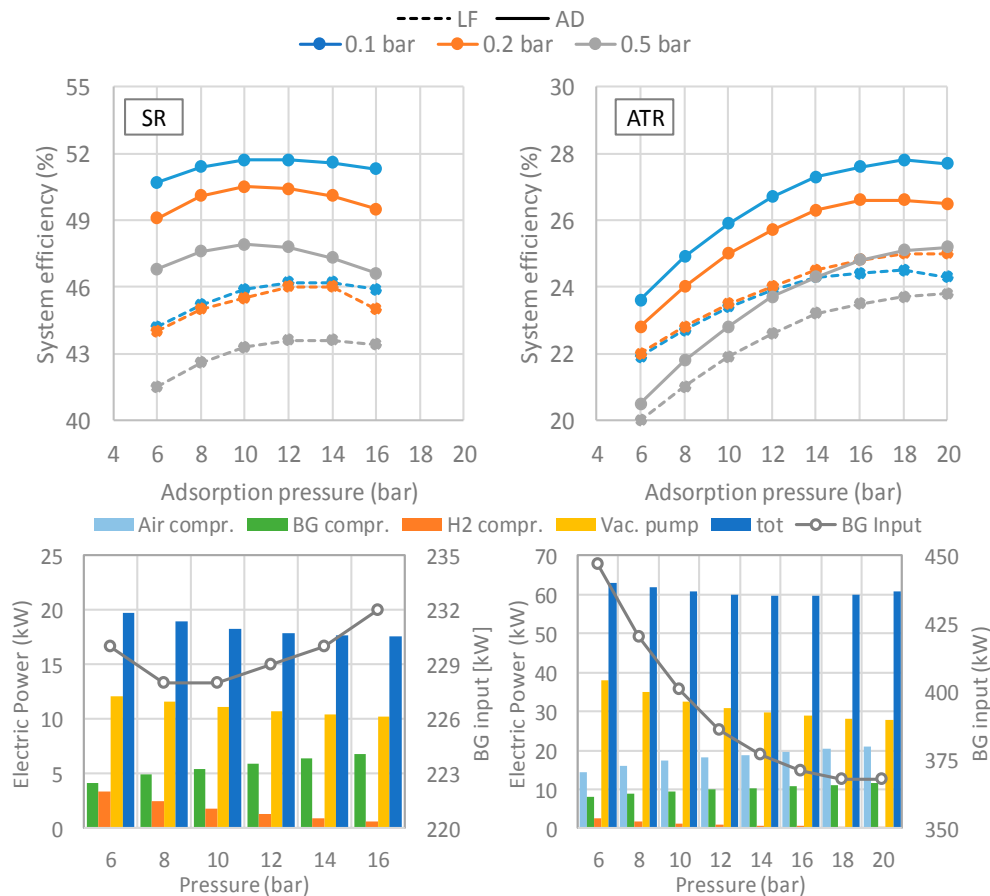 LF AD
0.1 bar 0.2 bar 0.5 bar
55
52
49
46
43
40
SR
System efficiency (%)
4 6 8 10 12 14 16 18 20
Adsorption pressure (bar)
30
28
26
24
22
20
ATR
System efficiency (%)
4 6 8 10 12 14 16 18 20
Adsorption pressure (bar)
Air compr. BG compr. H2 compr. Vac. pump tot BG Input
25
20
15
10
5
0
Electric Power (kW)
235
232
229
226
223
220
BG input [kW]
6 8 10 12 14 16
Pressure (bar)
70
60
50
40
30
20
10
0
Electric Power (kW)
450
425
400
375
350
BG input (kW)
6 8 10 12 14 16 18 20
Pressure (bar)